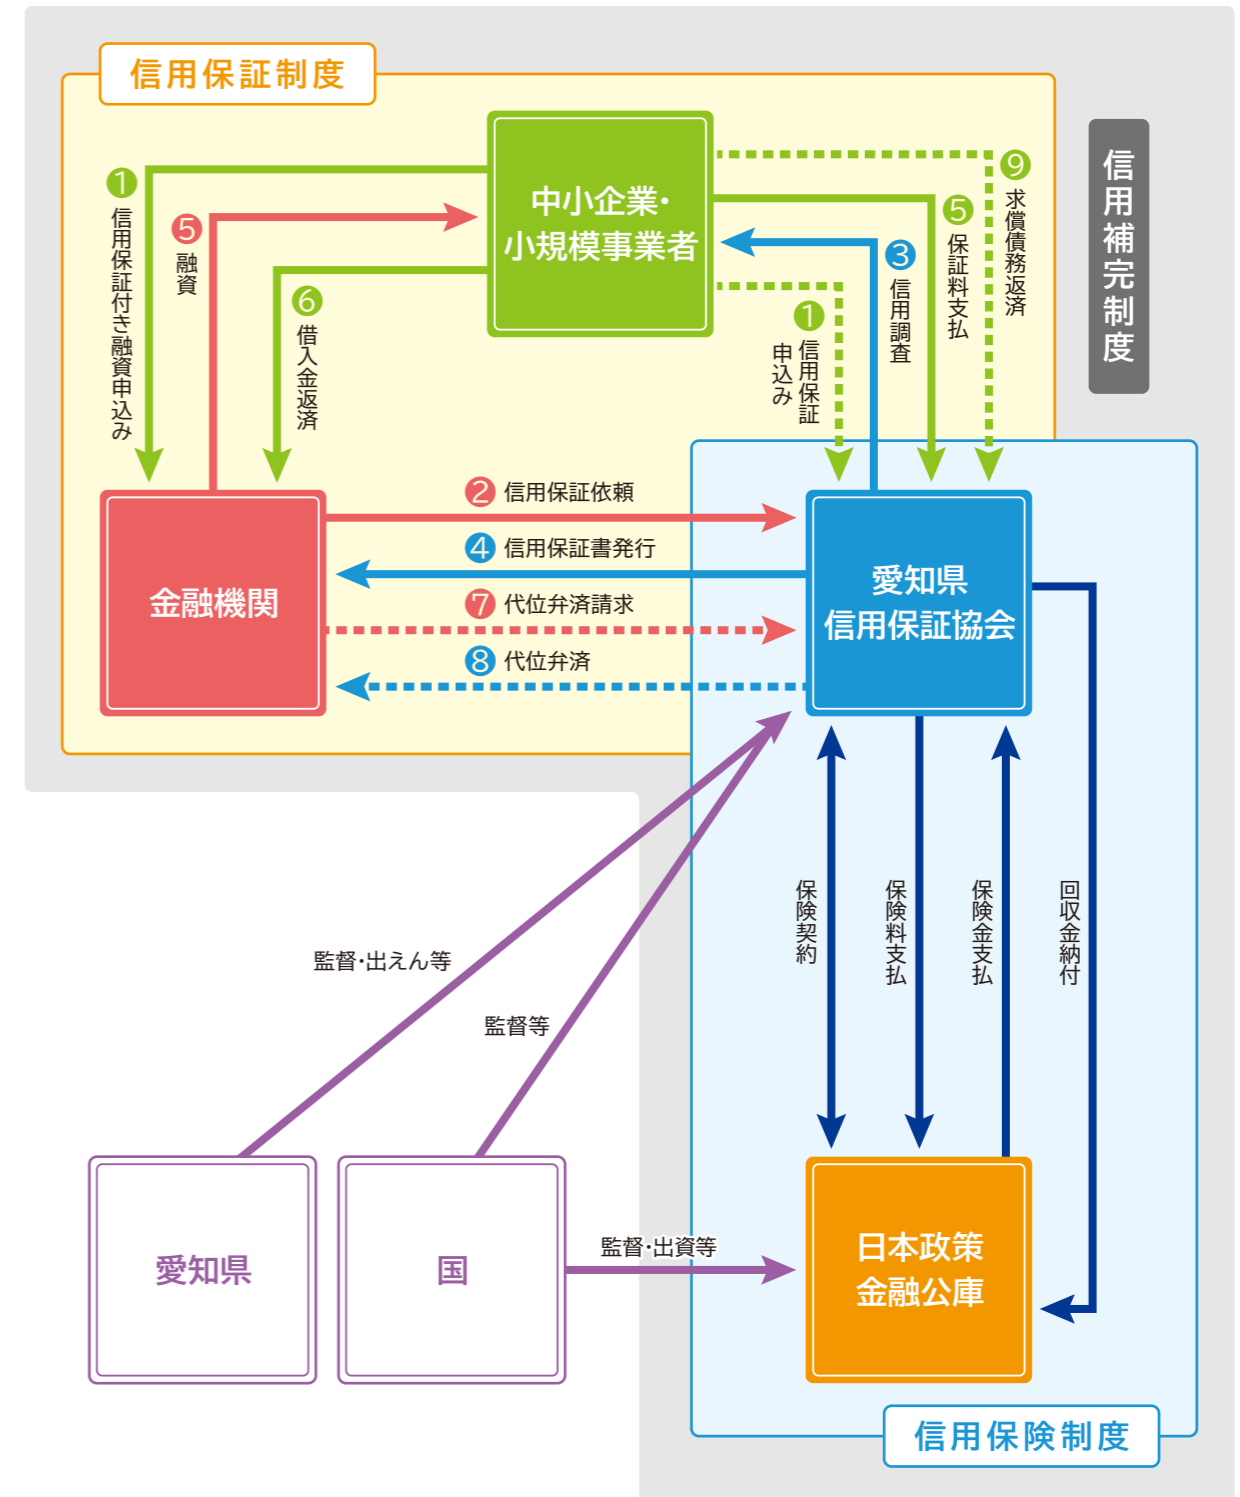 信用保証制度
信用補完制度
中小企業・
小規模事業者
❶
信用保証付き融資申込み
❺
融資
❻
借入金返済
❶
信用保証
申込み
❸
信用調査
❺
保証料支払
❾
求償債務返済
金融機関
❷ 信用保証依頼
❹ 信用保証書発行
❼ 代位弁済請求
❽ 代位弁済
愛知県
信用保証協会
監督・出えん等
監督等
保険契約
保険料支払
保険金支払
回収金納付
愛知県
国
監督・出資等
日本政策
金融公庫
信用保険制度